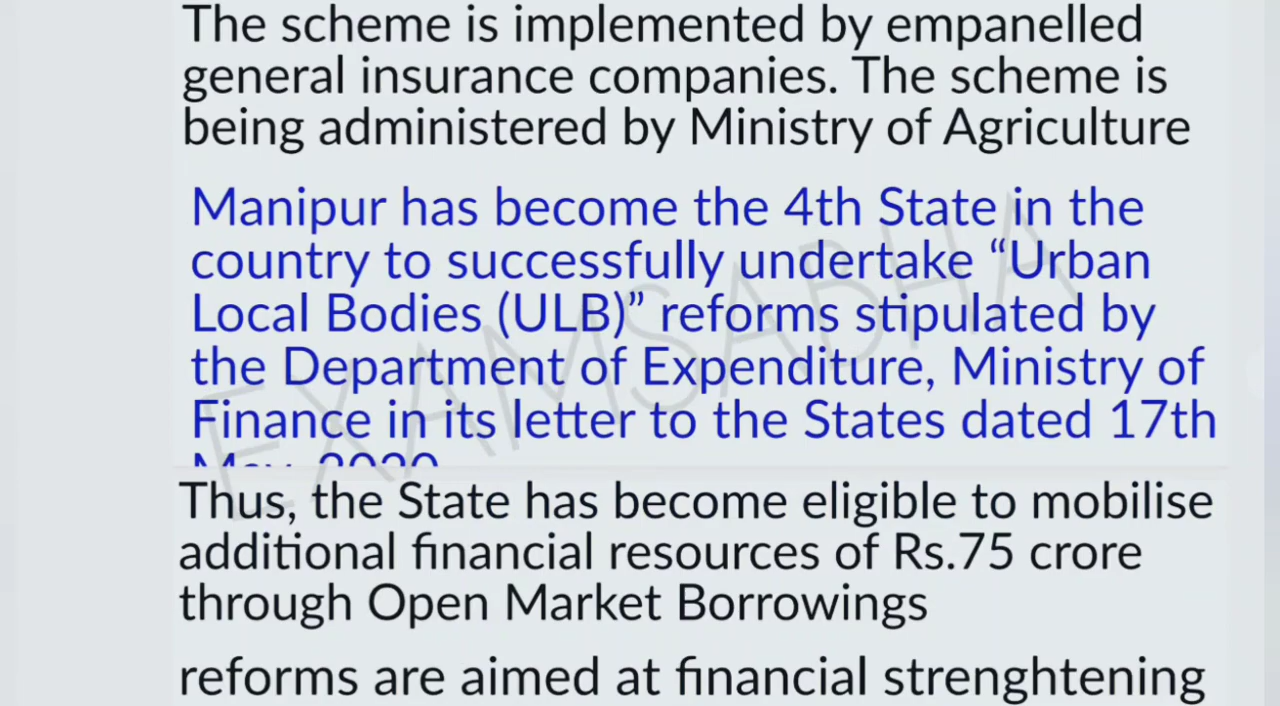 The scheme is implemented by empanelled
general insurance companies. The scheme is
being administered by Ministry of Agriculture
Manipur has become the 4th State in the
country to successfully undertake “Urban
Local Bodies (ULB)” reforms stipulated by
the Department of Expenditure, Ministry of
Finance in its letter to the States dated 17th
May, 2020
Thus, the State has become eligible to mobilise
additional financial resources of Rs.75 crore
through Open Market Borrowings
reforms are aimed at financial strenghtening
EXAMSABHA